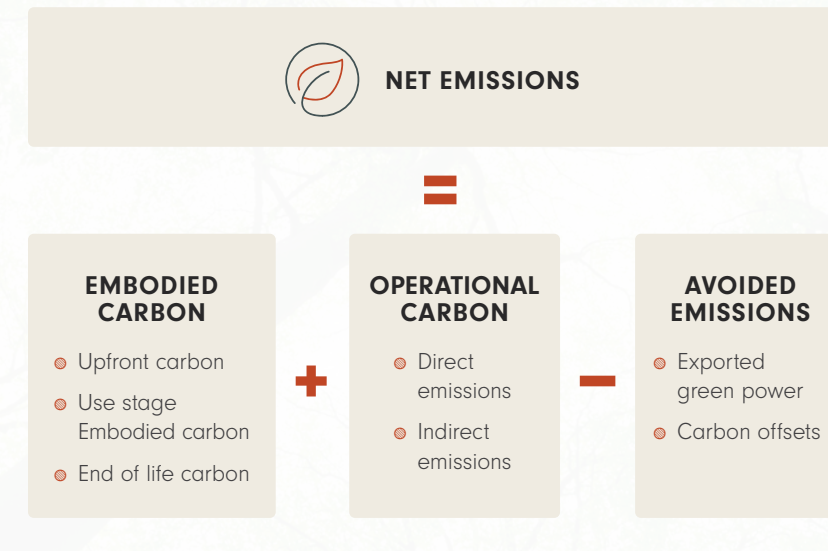 NET EMISSIONS
=
EMBODIED
CARBON
Upfront carbon
Use stage
Embodied carbon
End of life carbon
+
OPERATIONAL
CARBON
Direct
emissions
Indirect
emissions
–
AVOIDED
EMISSIONS
Exported
green power
Carbon offsets